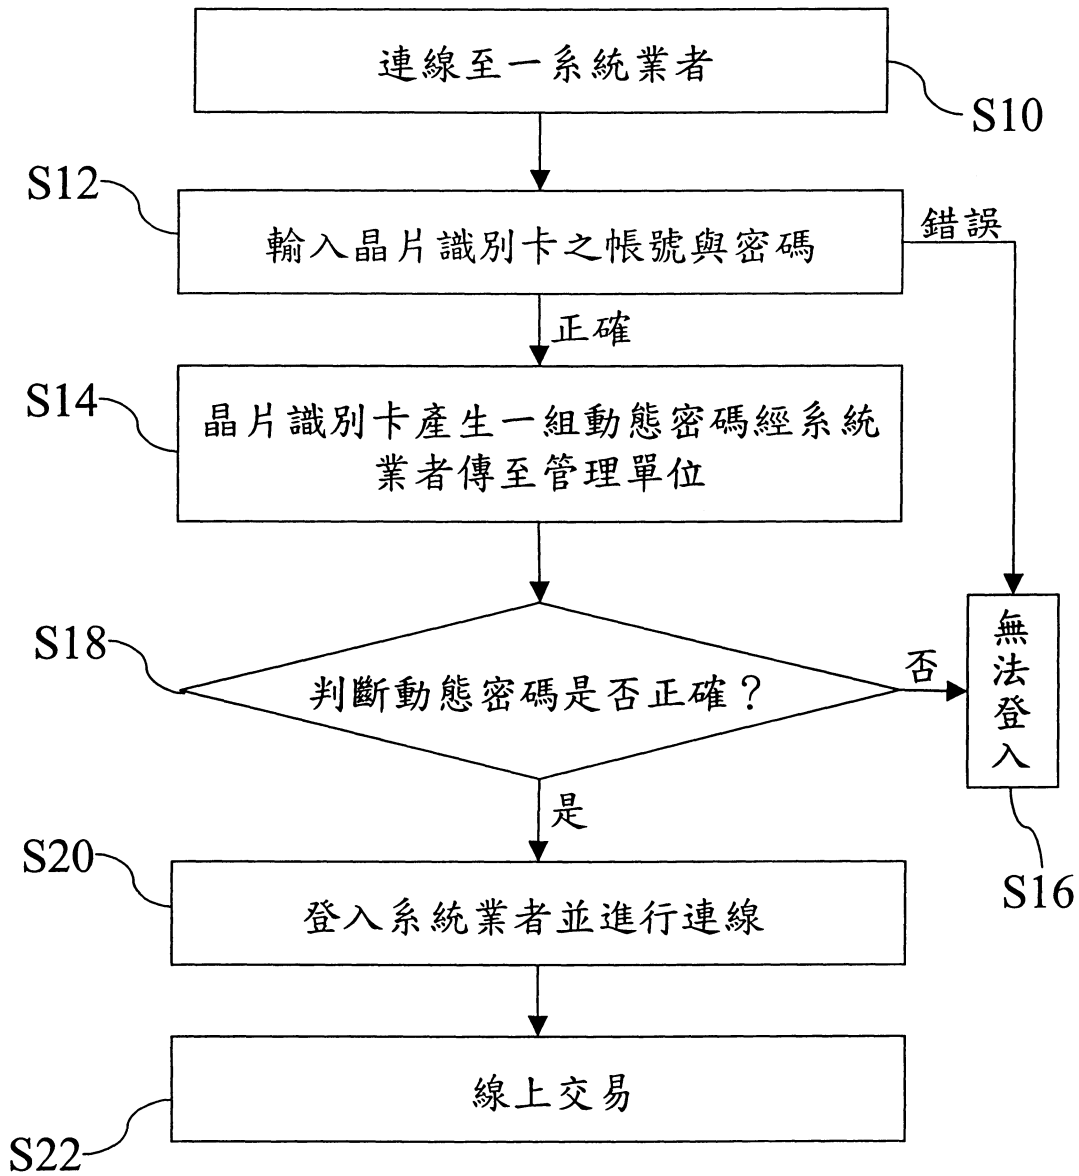 連線至一系統業者
S10
S12
輸入晶片識別卡之帳號與密碼
錯誤
正確
S14
晶片識別卡產生一組動態密碼經系統
業者傳至管理單位
S18
判斷動態密碼是否正確？
否
無法登入
S16
是
S20
登入系統業者並進行連線
線上交易
S22